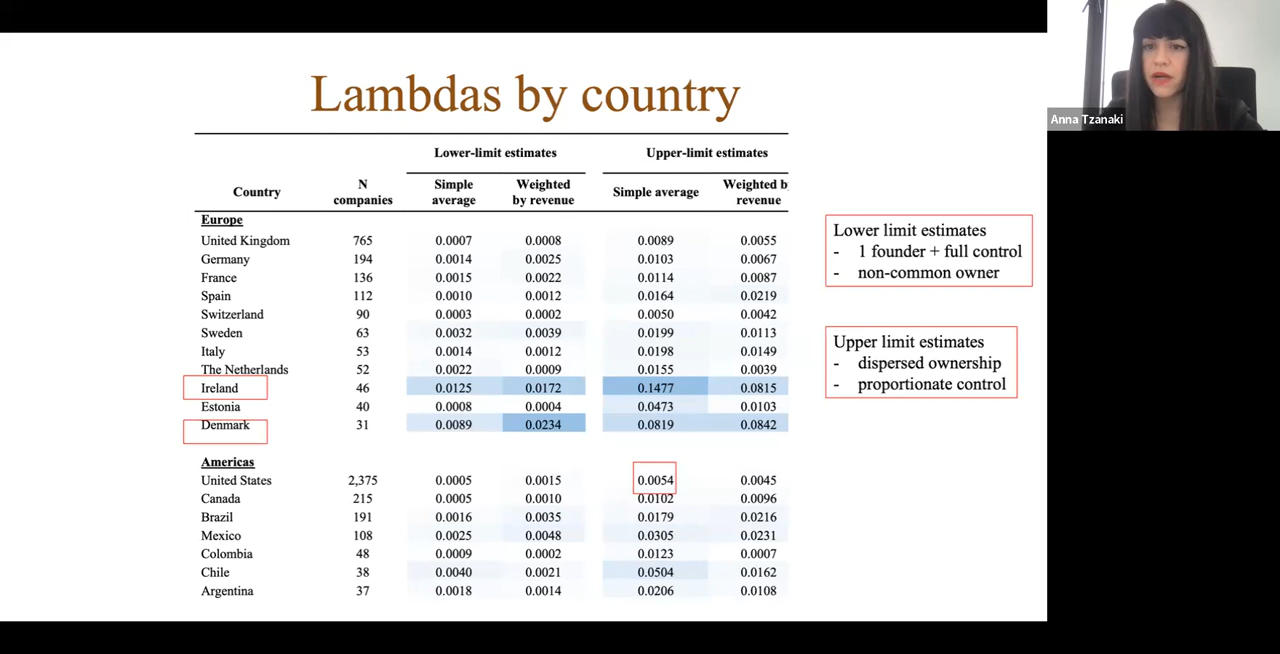 Lambdas by country
Lower-limit estimates Upper-limit estimates
Country N companies Simple average Weighted by revenue Simple average Weighted by revenue
Europe
United Kingdom 765 0.0007 0.0008 0.0089 0.0055
Germany 194 0.0014 0.0025 0.0103 0.0067
France 136 0.0015 0.0022 0.0114 0.0087
Spain 112 0.0010 0.0012 0.0164 0.0219
Switzerland 90 0.0003 0.0002 0.0050 0.0042
Sweden 63 0.0032 0.0039 0.0199 0.0113
Italy 53 0.0014 0.0012 0.0198 0.0149
The Netherlands 52 0.0022 0.0009 0.0155 0.0039
Ireland 46 0.0125 0.0172 0.1477 0.0815
Estonia 40 0.0008 0.0004 0.0473 0.0103
Denmark 31 0.0089 0.0234 0.0819 0.0842
Americas
United States 2,375 0.0005 0.0015 0.0054 0.0045
Canada 215 0.0005 0.0010 0.0102 0.0096
Brazil 191 0.0016 0.0035 0.0179 0.0216
Mexico 108 0.0025 0.0048 0.0305 0.0231
Colombia 48 0.0009 0.0002 0.0123 0.0007
Chile 38 0.0040 0.0021 0.0504 0.0162
Argentina 37 0.0018 0.0014 0.0206 0.0108
Lower limit estimates
- 1 founder + full control
- non-common owner
Upper limit estimates
- dispersed ownership
- proportionate control
Anna Tzanaki